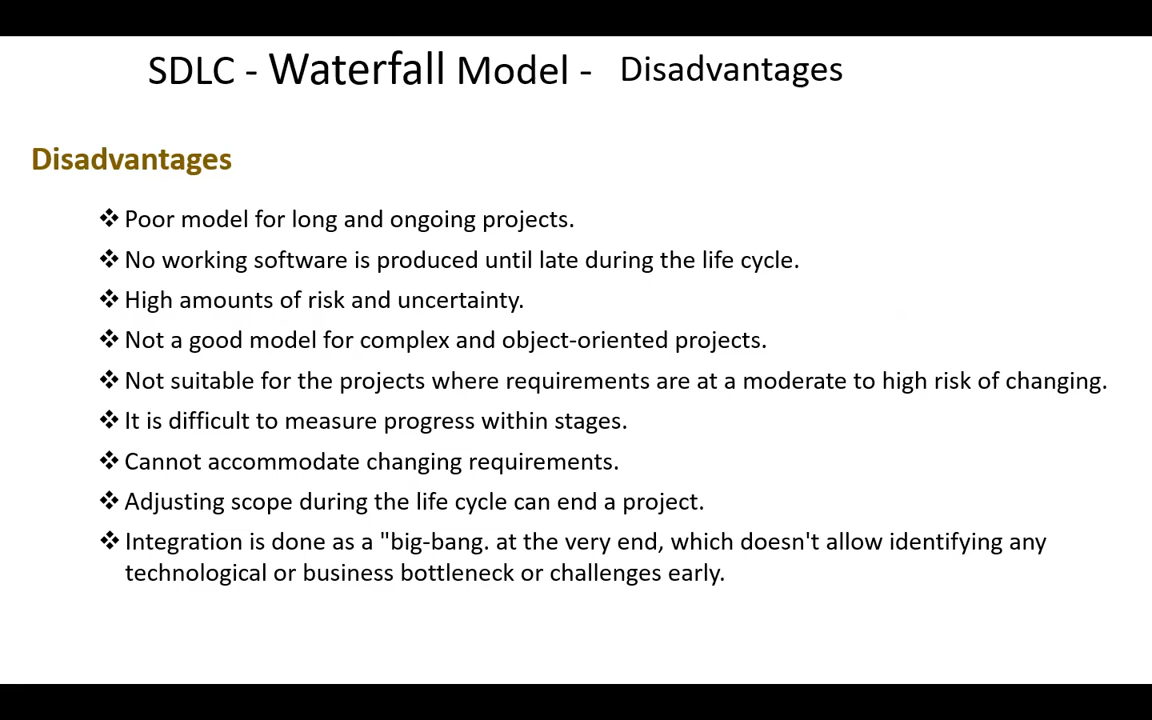 SDLC - Waterfall Model - Disadvantages
Disadvantages
❖ Poor model for long and ongoing projects.
❖ No working software is produced until late during the life cycle.
❖ High amounts of risk and uncertainty.
❖ Not a good model for complex and object-oriented projects.
❖ Not suitable for the projects where requirements are at a moderate to high risk of changing.
❖ It is difficult to measure progress within stages.
❖ Cannot accommodate changing requirements.
❖ Adjusting scope during the life cycle can end a project.
❖ Integration is done as a "big-bang. at the very end, which doesn't allow identifying any
technological or business bottleneck or challenges early.